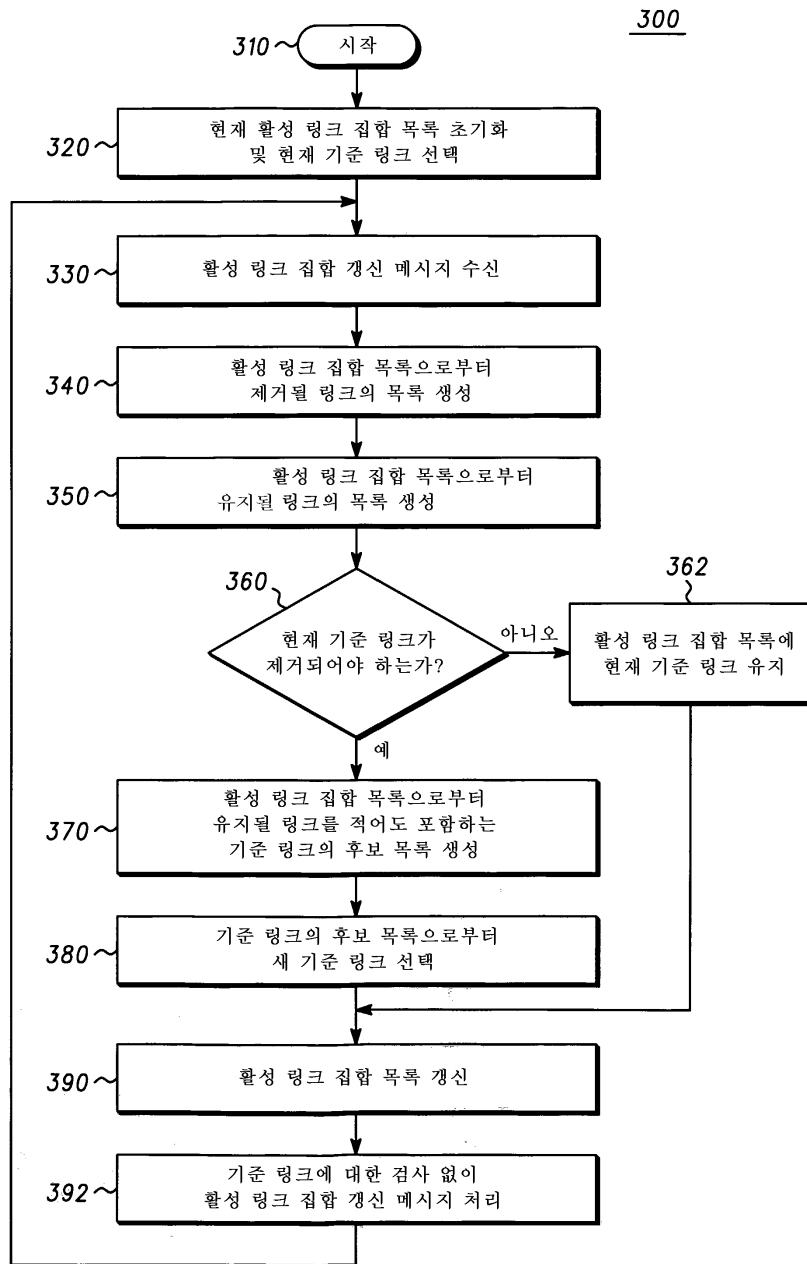 300
310
시작
320
현재 활성 링크 집합 목록 초기화
및 현재 기준 링크 선택
330
활성 링크 집합 갱신 메시지 수신
340
활성 링크 집합 목록으로부터
제거될 링크의 목록 생성
350
활성 링크 집합 목록으로부터
유지될 링크의 목록 생성
360
현재 기준 링크가
제거되어야 하는가?
아니오
362
활성 링크 집합 목록에
현재 기준 링크 유지
예
370
활성 링크 집합 목록으로부터
유지될 링크를 적어도 포함하는
기준 링크의 후보 목록 생성
380
기준 링크의 후보 목록으로부터
새 기준 링크 선택
390
활성 링크 집합 목록 갱신
392
기준 링크에 대한 검사 없이
활성 링크 집합 갱신 메시지 처리